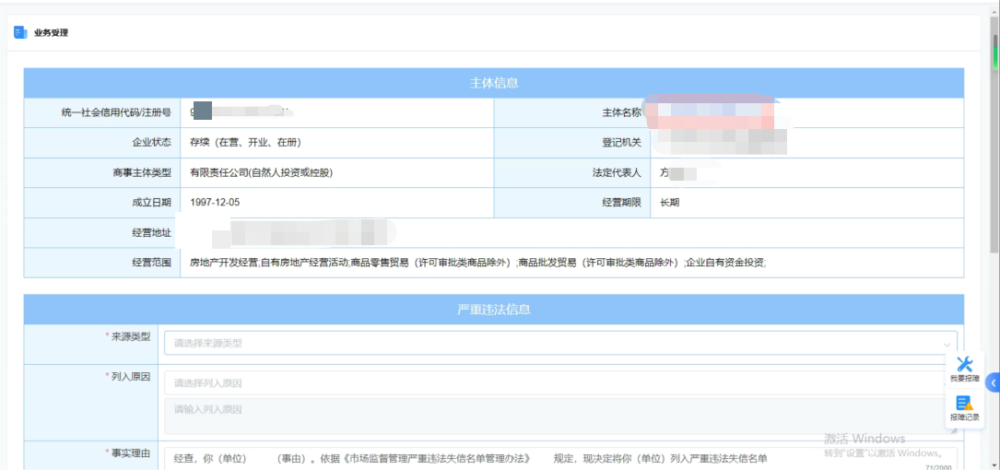 业务受理
主体信息
统一社会信用代码/注册号 9 主体名称
企业状态 存续（在营、开业、在册） 登记机关
商事主体类型 有限责任公司(自然人投资或控股) 法定代表人 方
成立日期 1997-12-05 经营期限 长期
经营地址
经营范围 房地产开发经营;自有房地产经营活动;商品零售贸易（许可审批类商品除外）;商品批发贸易（许可审批类商品除外）;企业自有资金投资;
严重违法信息
*来源类型 请选择来源类型
*列入原因 请选择列入原因
请输入列入原因
我要报障
报障记录
*事实理由 经查，你（单位） （事由）。依据《市场监督管理严重违法失信名单管理办法》 规定，现决定将你（单位）列入严重违法失信名单
71/2000
激活 Windows
转到"设置"以激活 Windows。